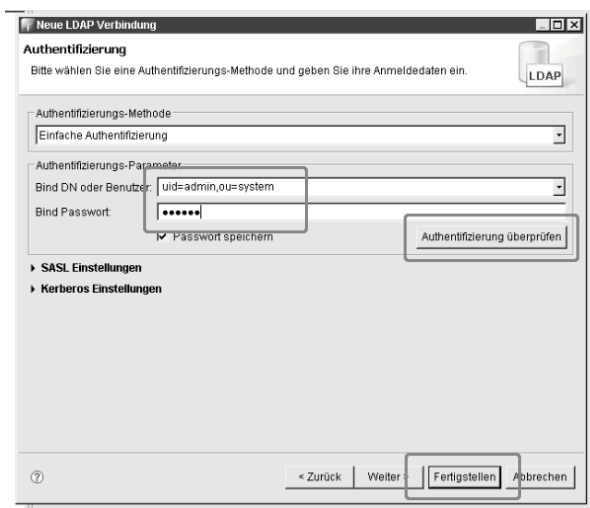 Neue LDAP Verbindung
Authentifizierung
Bitte wählen Sie eine Authentifizierungs-Methode und geben Sie ihre Anmeldedaten ein.
LDAP
Authentifizierungs-Methode
Einfache Authentifizierung
Authentifizierungs-Parameter
Bind DN oder Benutzer: uid=admin,ou=system
Bind Passwort: ••••••
Passwort speichern Authentifizierung überprüfen
SASL Einstellungen
Kerberos Einstellungen
? < Zurück Weiter > Fertigstellen Abbrechen